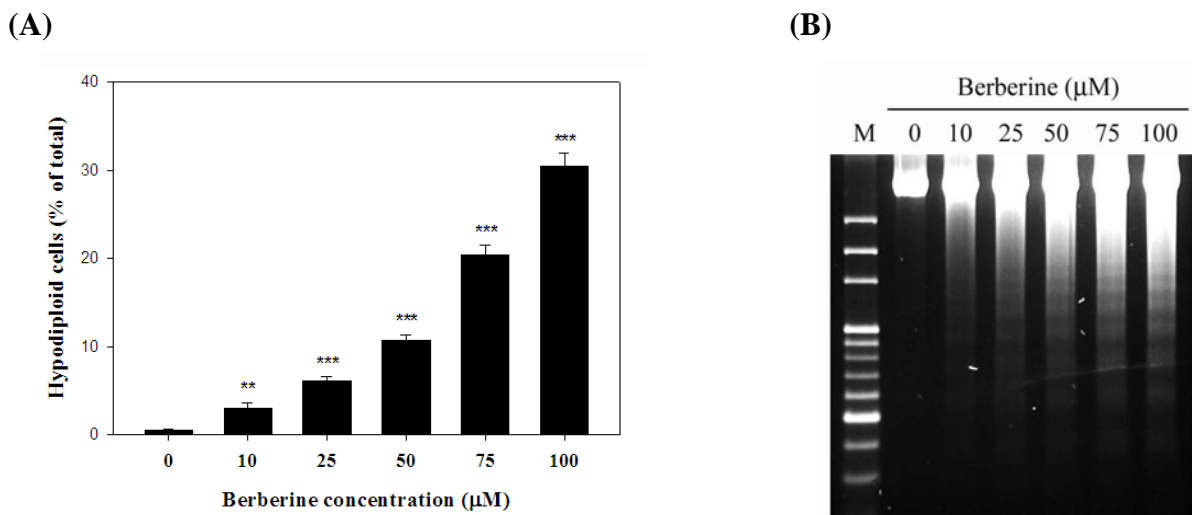 (A)
Hypodiploid cells (% of total)
40
30
20
10
0
**
***
***
***
***
0 10 25 50 75 100
Berberine concentration (μM)
(B)
Berberine (μM)
M 0 10 25 50 75 100